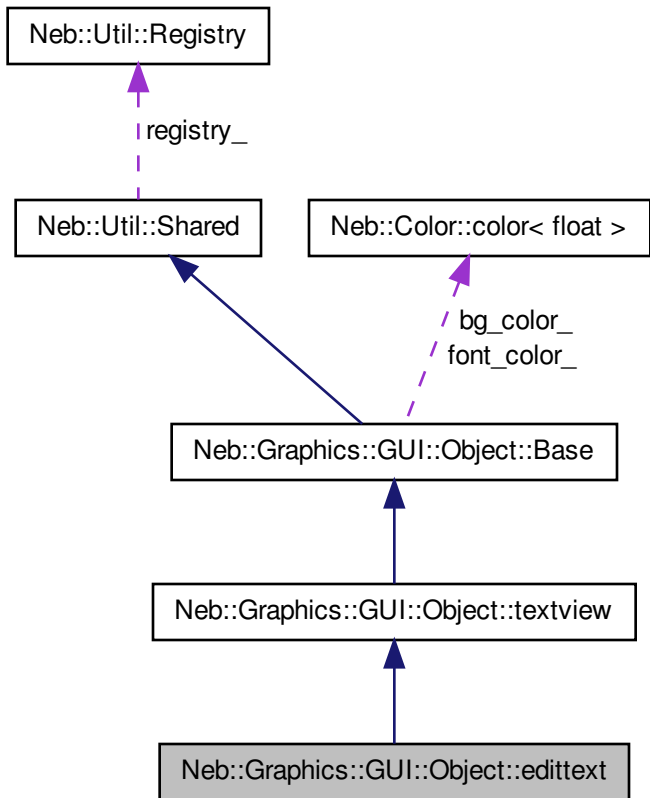 Neb::Util::Registry
registry_
Neb::Util::Shared
Neb::Color::color< float >
bg_color_
font_color_
Neb::Graphics::GUI::Object::Base
Neb::Graphics::GUI::Object::textview
Neb::Graphics::GUI::Object::edittext